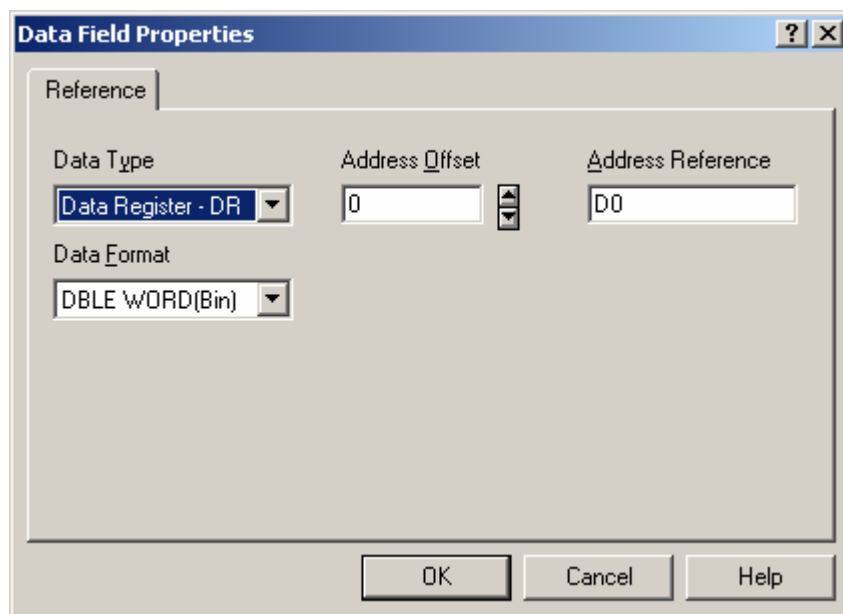 Data Field Properties
Reference
Data Type Address Offset Address Reference
Data Register - DR 0 D0
Data Format
DBLE WORD(Bin)
OK Cancel Help